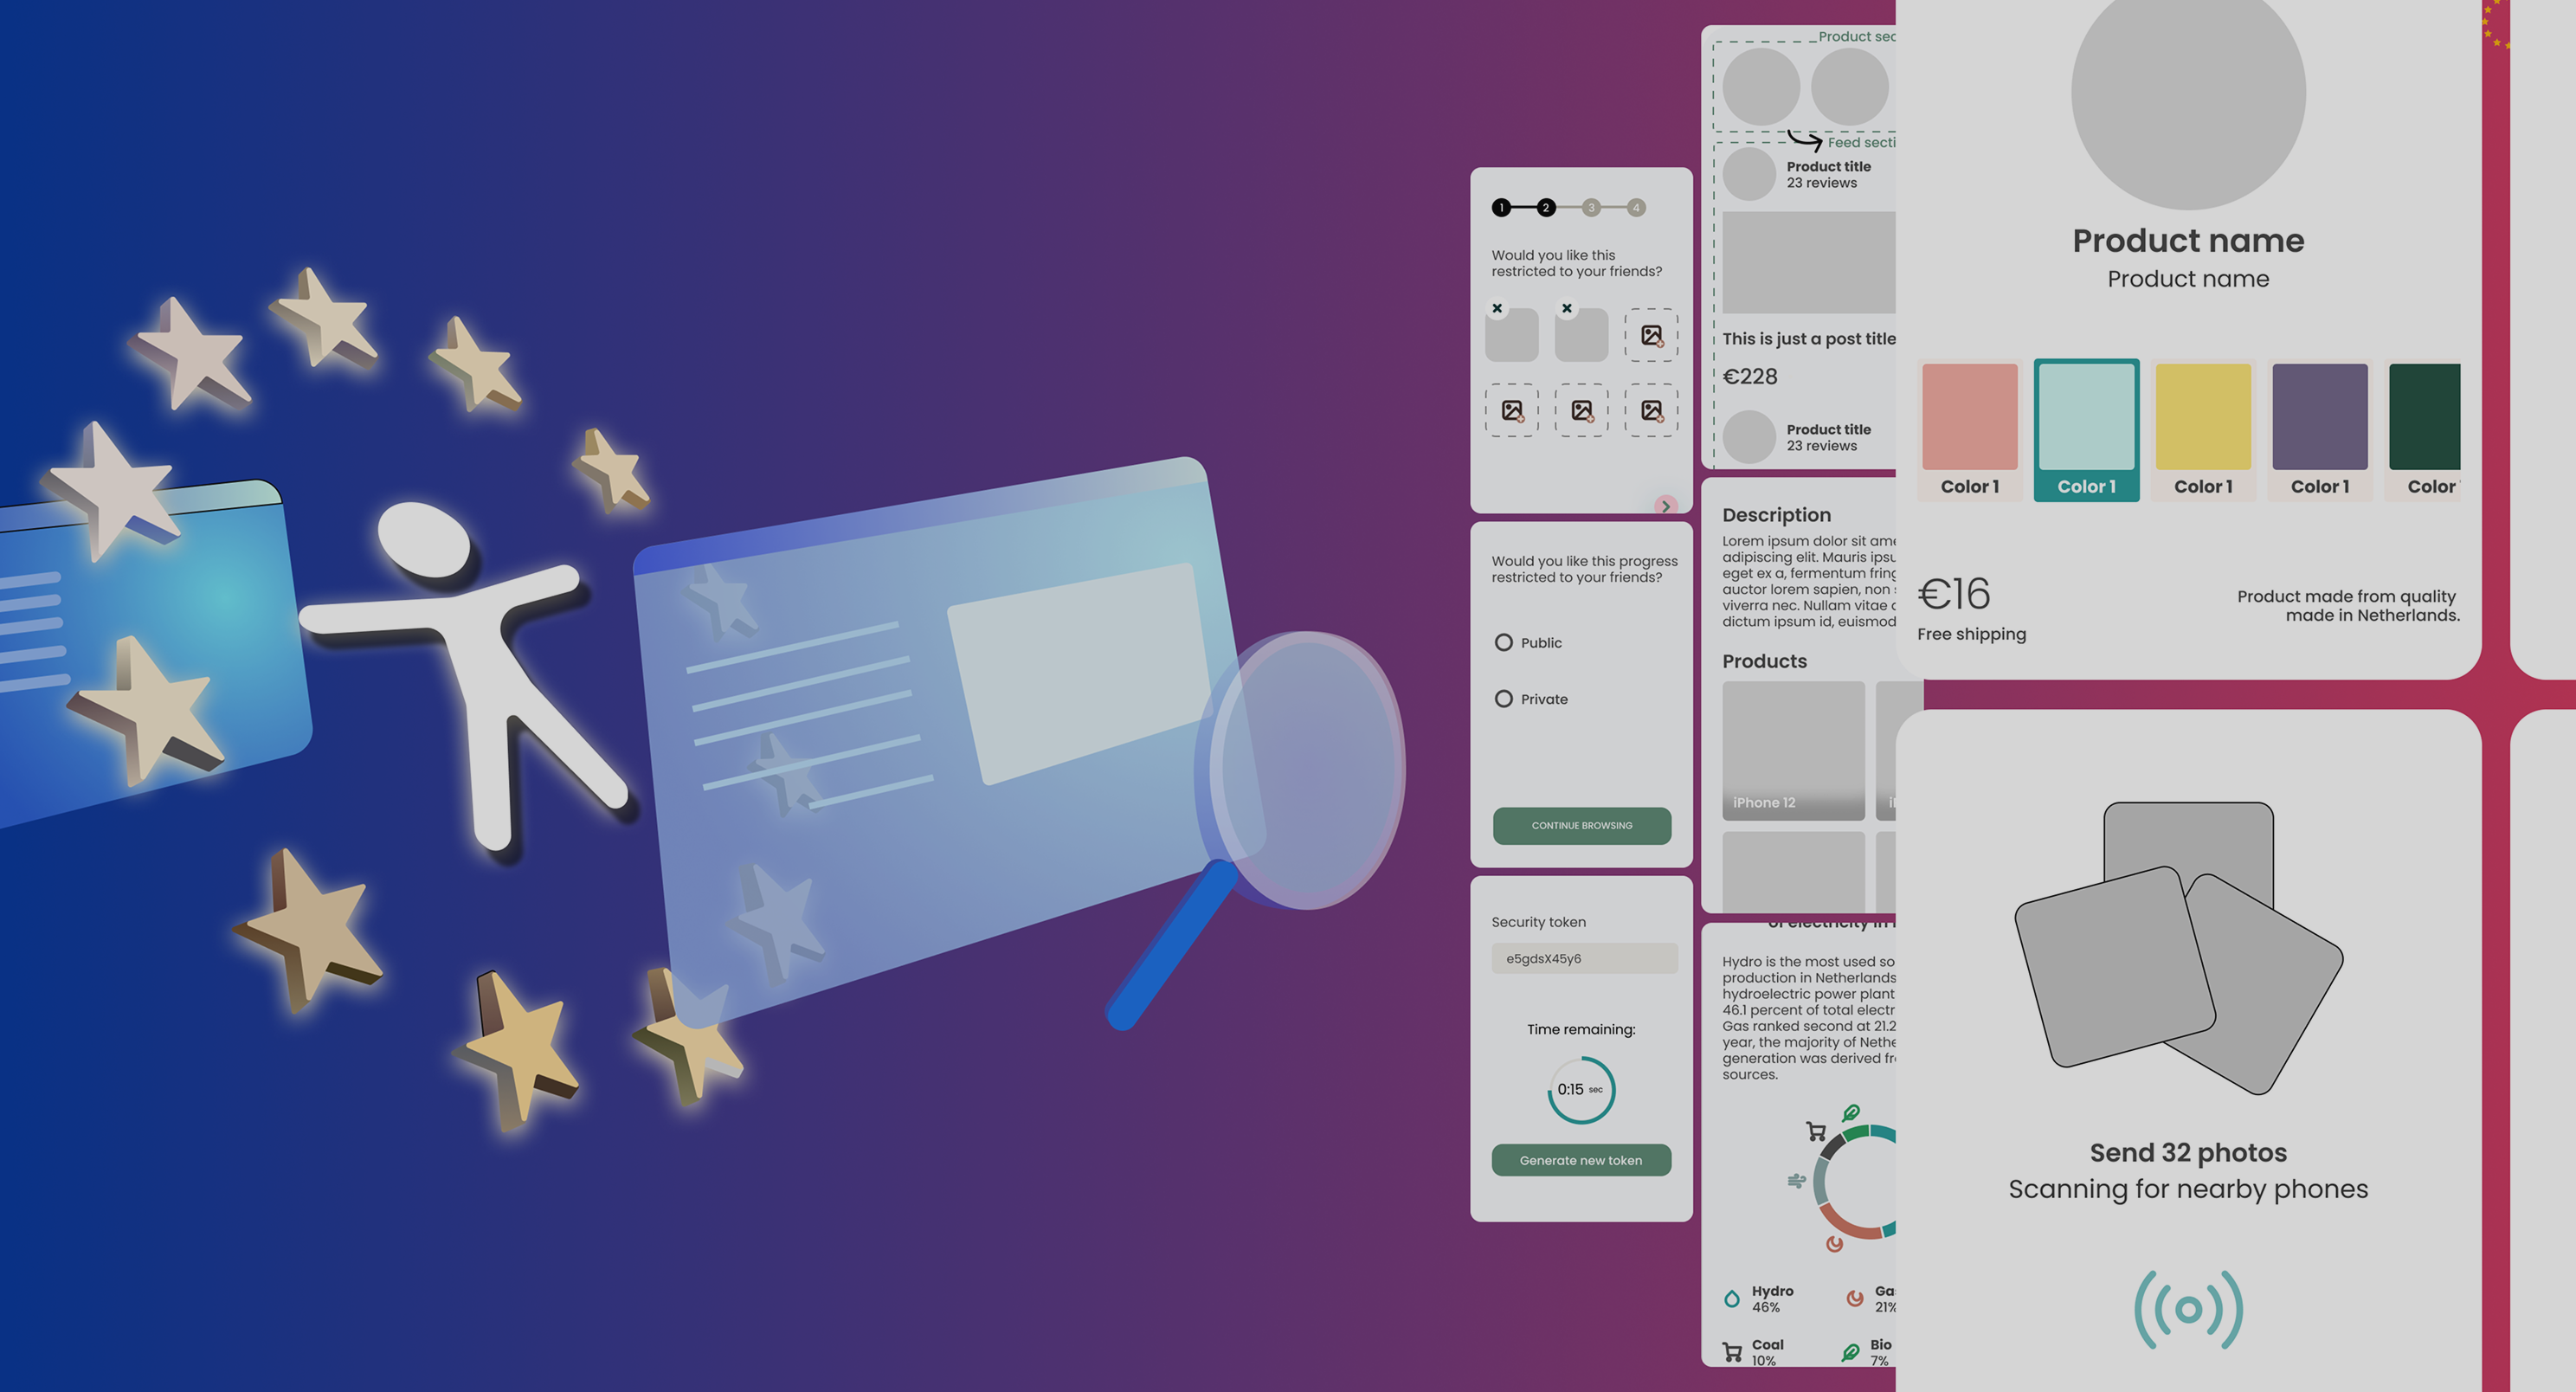 1 2 3 4
Would you like this
restricted to your friends?
Would you like this progress
restricted to your friends?
Public
Private
CONTINUE BROWSING
Security token
e5gdsX45y6
Time remaining:
0:15 sec
Generate new token
Product sec
Feed secti
Product title
23 reviews
This is just a post title
€228
Product title
23 reviews
Description
Lorem ipsum dolor sit ame
adipiscing elit. Mauris ipsu
eget ex a, fermentum fring
auctor lorem sapien, non
viverra nec. Nullam vitae
dictum ipsum id, euismod
Products
iPhone 12
of electricity in
Hydro is the most used so
production in Netherlands
hydroelectric power plant
46.1 percent of total electr
Gas ranked second at 21.2
year, the majority of Nethe
generation was derived fr
sources.
Hydro
46%
Ga
21%
Coal
10%
Bio
7%
Product name
Product name
Color 1
Color 1
Color 1
Color 1
Color
€16
Free shipping
Product made from quality
made in Netherlands.
Send 32 photos
Scanning for nearby phones